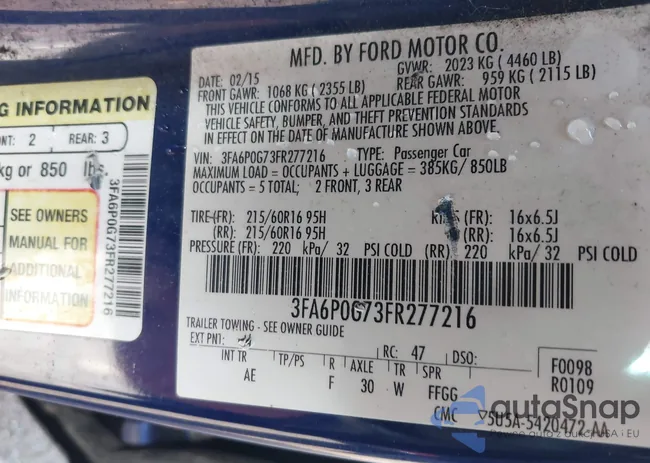 MFD. BY FORD MOTOR CO.
DATE: 02/15 GVWR: 2023 KG ( 4460 LB)
FRONT GAWR: 1068 KG ( 2355 LB) REAR GAWR: 959 KG ( 2115 LB)
THIS VEHICLE CONFORMS TO ALL APPLICABLE FEDERAL MOTOR
VEHICLE SAFETY, BUMPER, AND THEFT PREVENTION STANDARDS
IN EFFECT ON THE DATE OF MANUFACTURE SHOWN ABOVE.
VIN: 3FA6P0G73FR277216 TYPE: Passenger Car
MAXIMUM LOAD = OCCUPANTS + LUGGAGE = 385KG/ 850LB
OCCUPANTS = 5 TOTAL; 2 FRONT, 3 REAR
TIRE(FR): 215/60R16 95H (FR): 16x6.5J
(RR): 215/60R16 95H (RR): 16x6.5J
PRESSURE (FR): 220 kPa/ 32 PSI COLD (RR): 220 kPa/ 32 PSI COLD
3FA6P0G73FR277216
TRAILER TOWING - SEE OWNER GUIDE
EXT PNT: RC: 47 DSO:
INT TR TP/PS R AXLE TR SPR
AE F 30 W FFGG
F0098
R0109
CMC 5U5A-5420472-AA
G INFORMATION
NT: 2 REAR: 3
kg or 850 lbs.
SEE OWNERS
MANUAL FOR
ADDITIONAL
INFORMATION
3FA6P0G73FR277216
autoSnap